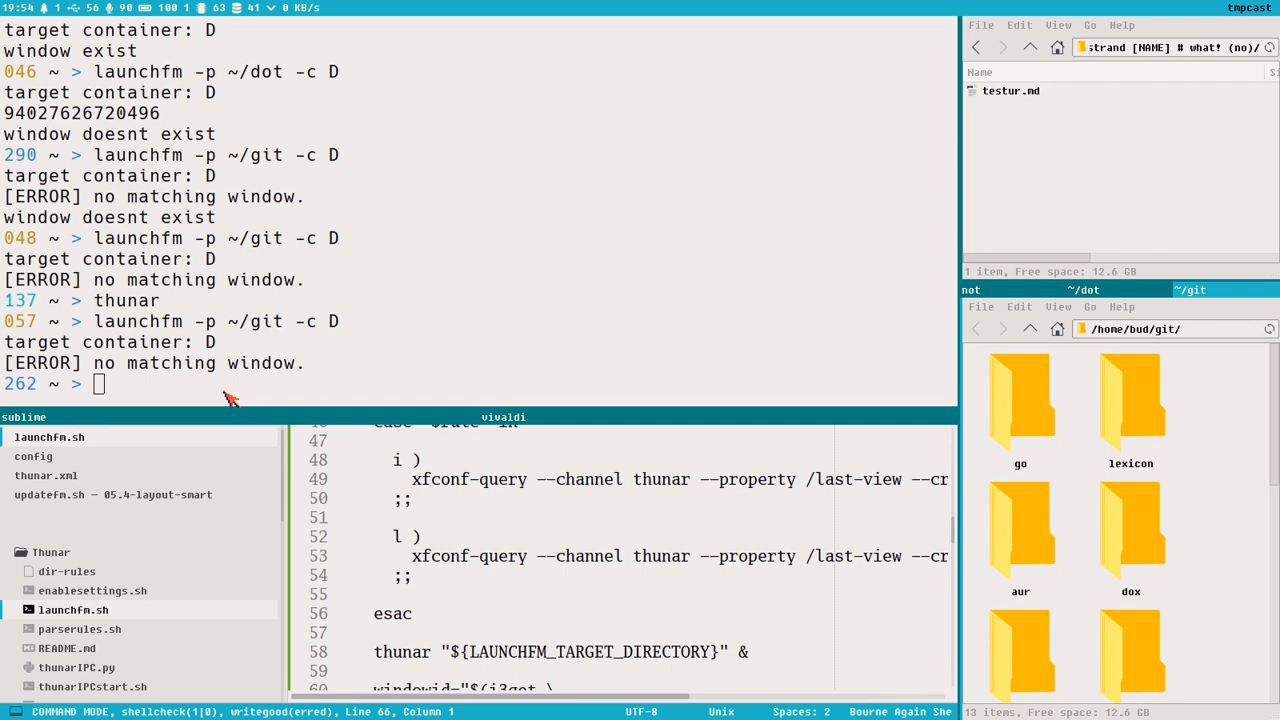 19:54 1 56 90 100 1 63 41 0 KB/s
tmpcast
target container: D
window exist
046 ~ > launchfm -p ~/dot -c D
target container: D
94027626720496
window doesnt exist
290 ~ > launchfm -p ~/git -c D
target container: D
[ERROR] no matching window.
window doesnt exist
048 ~ > launchfm -p ~/git -c D
target container: D
[ERROR] no matching window.
137 ~ > thunar
057 ~ > launchfm -p ~/git -c D
target container: D
[ERROR] no matching window.
262 ~ >
File Edit View Go Help
strand [NAME] # what! (no)/
Name
testur.md
1 item, Free space: 12.6 GB
not ~/dot ~/git
File Edit View Go Help
/home/bud/git/
go lexicon
aur dox
13 items, Free space: 12.6 GB
sublime vivaldi
launchfm.sh
config
thunar.xml
updatefm.sh — 05.4-layout-smart
Thunar
dir-rules
enablesettings.sh
launchfm.sh
parserules.sh
README.md
thunarIPC.py
thunarIPCstart.sh
47
48 i )
49 xfconf-query --channel thunar --property /last-view --cr
50 ;;
51
52 l )
53 xfconf-query --channel thunar --property /last-view --cr
54 ;;
55
56 esac
57
58 thunar "${LAUNCHFM_TARGET_DIRECTORY}" &
59
60 windowid="$(i3get \
COMMAND MODE, shellcheck(1|0), writegood(erred), Line 66, Column 1 UTF-8 Unix Spaces: 2 Bourne Again She